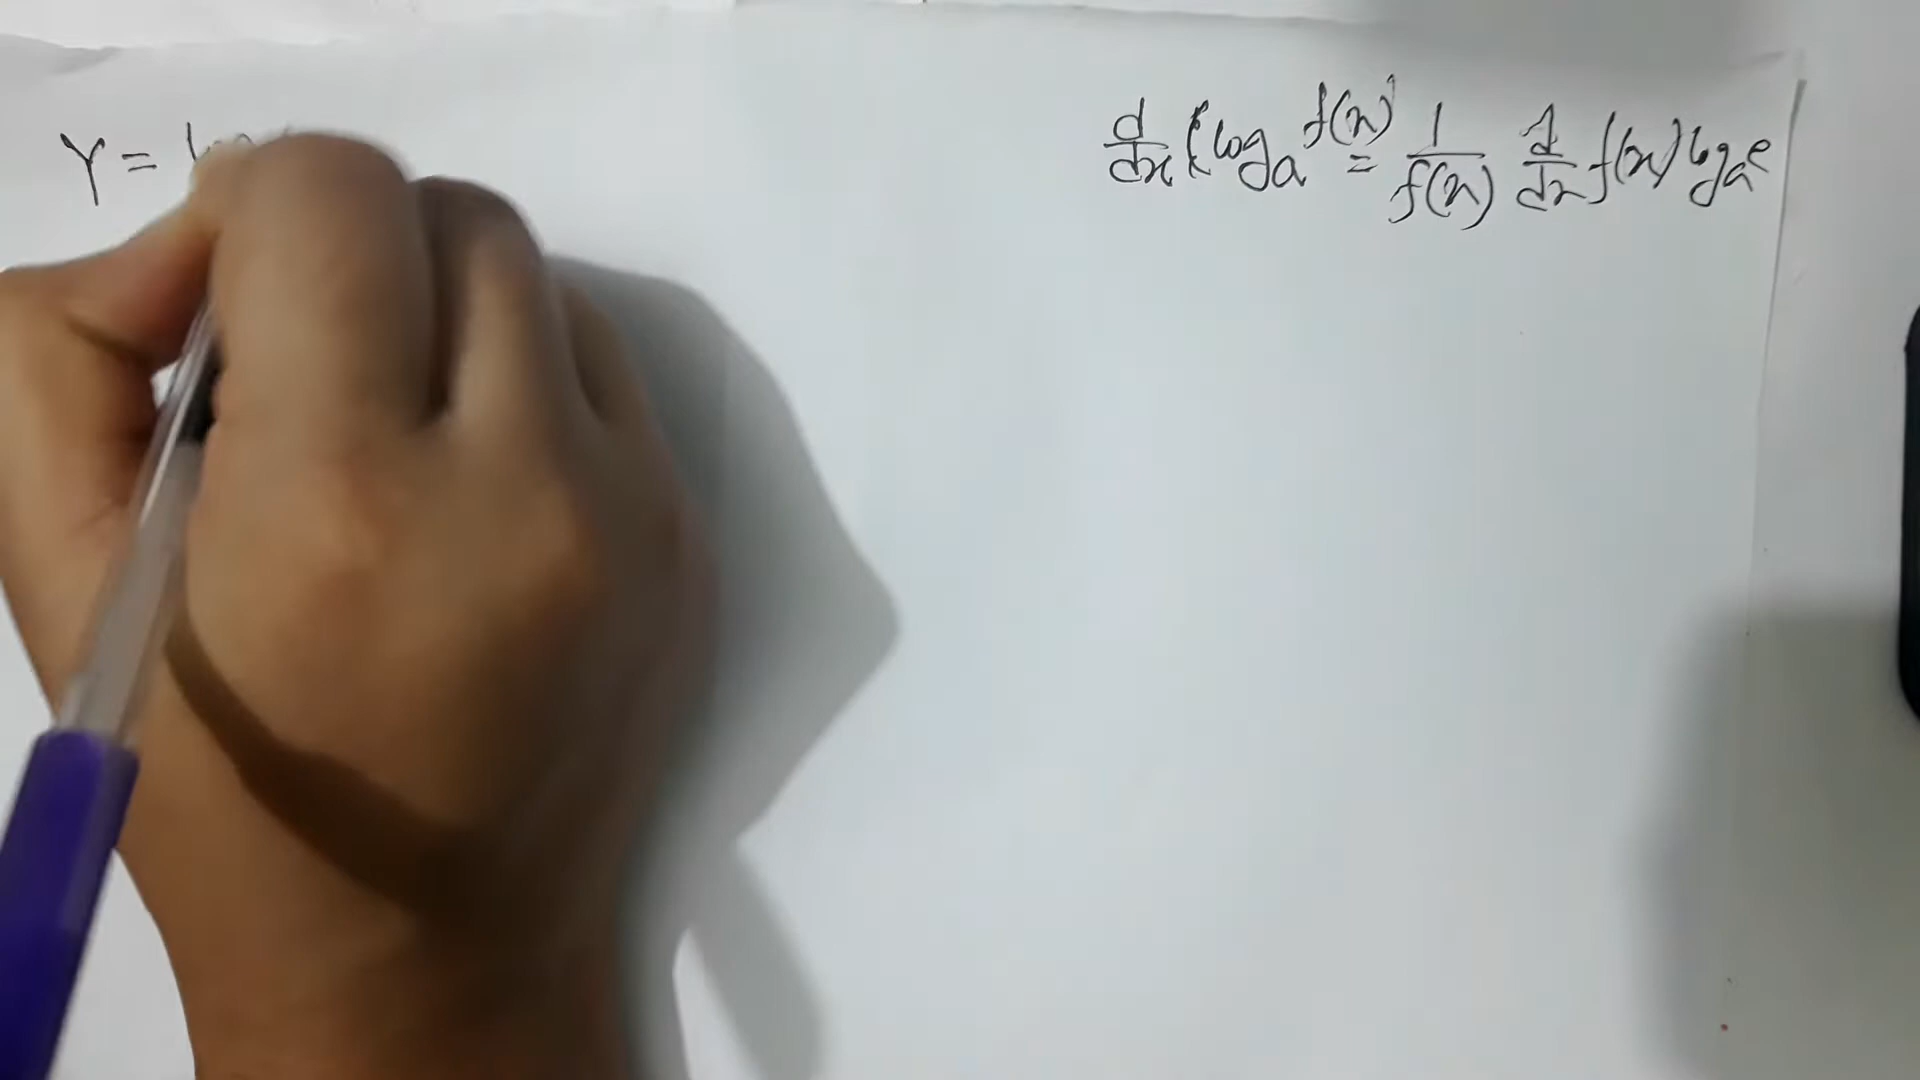 Y =
d/dx (log_a f(x)) = 1/f(x) d/dx f(x) log_a e